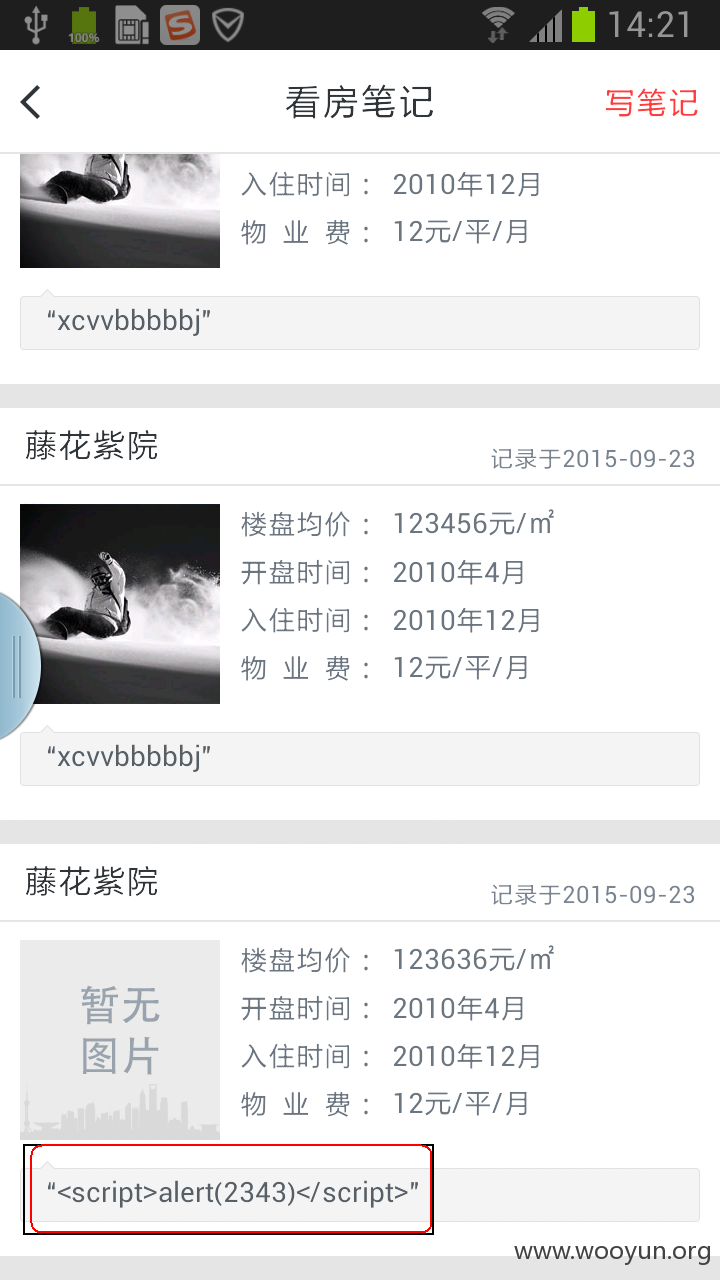 100%
14:21
看房笔记
写笔记
入住时间： 2010年12月
物 业 费： 12元/平/月
“xcvvbbbbbj”
藤花紫院
记录于2015-09-23
楼盘均价： 123456元/㎡
开盘时间： 2010年4月
入住时间： 2010年12月
物 业 费： 12元/平/月
“xcvvbbbbbj”
藤花紫院
记录于2015-09-23
暂无
图片
楼盘均价： 123636元/㎡
开盘时间： 2010年4月
入住时间： 2010年12月
物 业 费： 12元/平/月
“<script>alert(2343)</script>”
www.wooyun.org